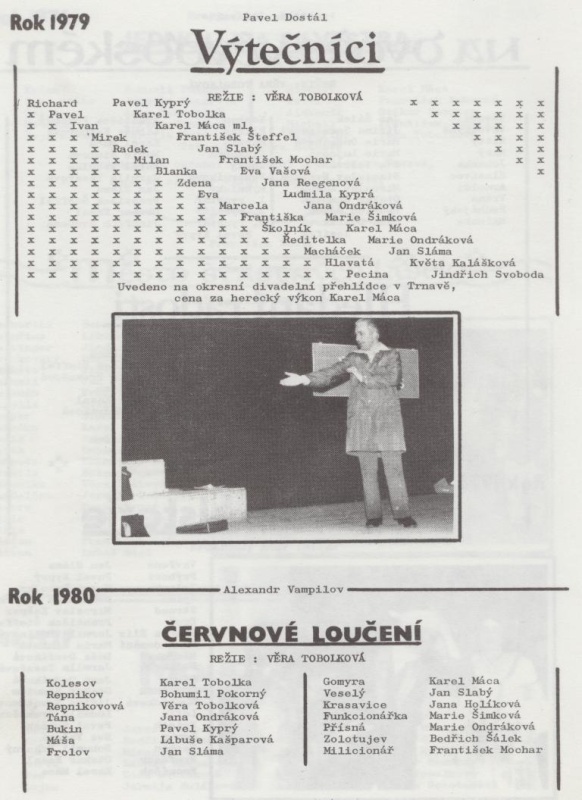 Rok 1979
Pavel Dostál
Výtečníci
REŽIE : VĚRA TOBOLKOVÁ
Richard Pavel Kyprý x x x x x x x
x Pavel Karel Tobolka x x x x x x
x x Ivan Karel Máca ml. x x x x x
x x x Mirek František Šteffel x x x x
x x x x Radek Jan Slabý x x x
x x x x x Milan František Mochar x x
x x x x x x Blanka Eva Vašová x
x x x x x x x Zdena Jana Reegenová
x x x x x x x x Eva Ludmila Kyprá
x x x x x x x x x Marcela Jana Ondráková
x x x x x x x x x x Františka Marie Šimková
x x x x x x x x x x x Školník Karel Máca
x x x x x x x x x x x x Ředitelka Marie Ondráková
x x x x x x x x x x x x x Macháček Jan Sláma
x x x x x x x x x x x x x x Hlavatá Květa Kalášková
x x x x x x x x x x x x x x x Pecina Jindřich Svoboda
Uvedeno na okresní divadelní přehlídce v Trnavě,
cena za herecký výkon Karel Máca
Rok 1980
Alexandr Vampilov
ČERVNOVÉ LOUČENÍ
REŽIE : VĚRA TOBOLKOVÁ
Kolesov Karel Tobolka
Repnikov Bohumil Pokorný
Repnikovová Věra Tobolková
Táňa Jana Ondráková
Bukin Pavel Kyprý
Máša Libuše Kašparová
Frolov Jan Sláma
Gomyra Karel Máca
Veselý Jan Slabý
Krasavice Jana Holíková
Funkcionářka Marie Šimková
Přísná Marie Ondráková
Zolotujev Bedřich Šálek
Milicionář František Mochar